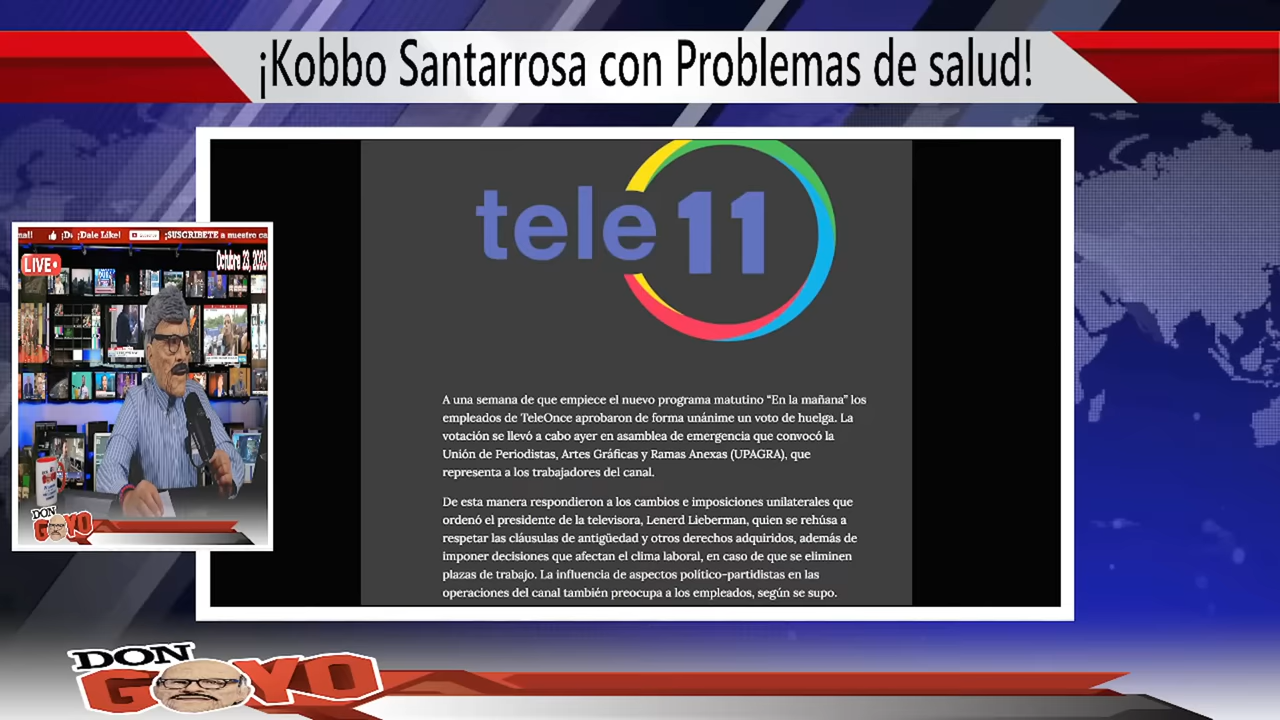 ¡Kobbo Santarrosa con Problemas de salud!
tele11
¡Dale Like!
¡SUSCRIBETE a nuestro ca
LIVE
Octubre 23, 2023
A una semana de que empiece el nuevo programa matutino “En la mañana” los
empleados de TeleOnce aprobaron de forma unánime un voto de huelga. La
votación se llevó a cabo ayer en asamblea de emergencia que convocó la
Unión de Periodistas, Artes Gráficas y Ramas Anexas (UPAGRA), que
representa a los trabajadores del canal.
De esta manera respondieron a los cambios e imposiciones unilaterales que
ordenó el presidente de la televisora, Lenerd Lieberman, quien se rehúsa a
respetar las cláusulas de antigüedad y otros derechos adquiridos, además de
imponer decisiones que afectan el clima laboral, en caso de que se eliminen
plazas de trabajo. La influencia de aspectos político-partidistas en las
operaciones del canal también preocupa a los empleados, según se supo.
DON
GOYO
DON
GOYO